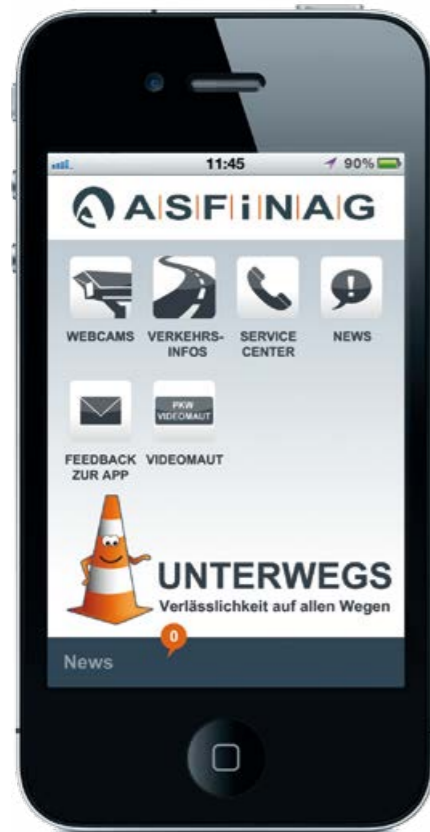 11:45 90%
A|S|F|i|N|A|G
WEBCAMS
VERKEHRS-
INFOS
SERVICE
CENTER
NEWS
FEEDBACK
ZUR APP
PKW
VIDEOMAUT
VIDEOMAUT
UNTERWEGS
Verlässlichkeit auf allen Wegen
0
News